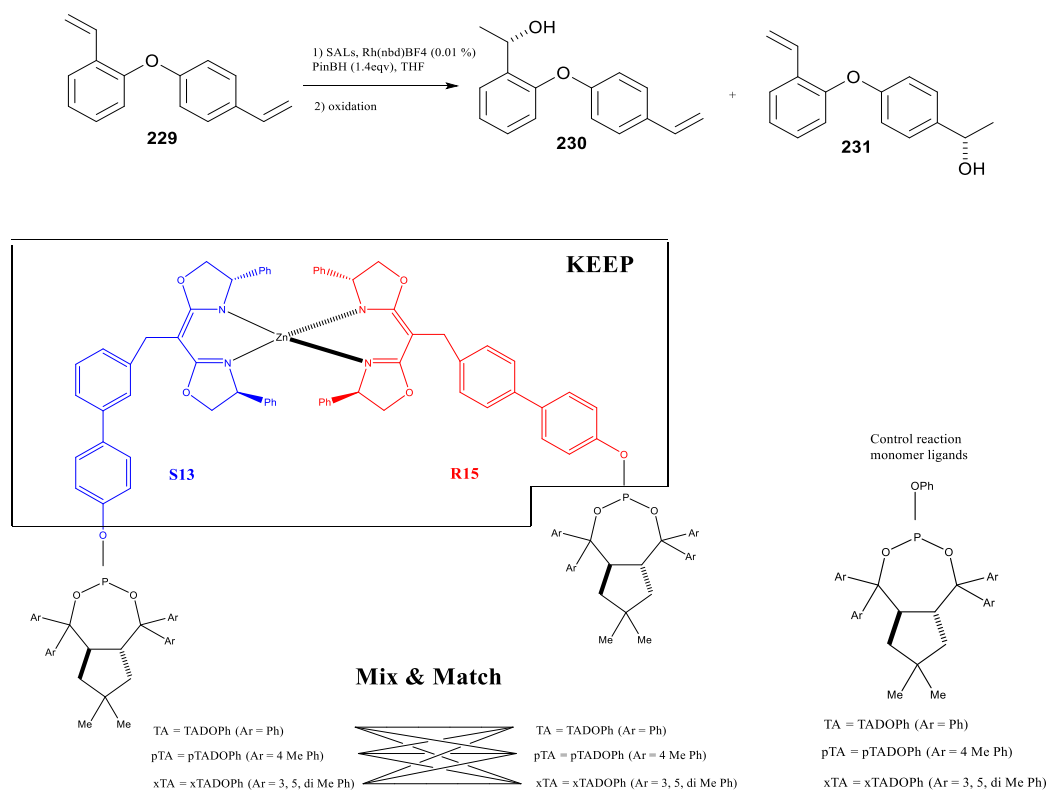 OH
O
O
O
OH
1) SALs, Rh(nbd)BF4 (0.01 %)
PinBH (1.4eqv), THF
2) oxidation
+
229
230
231
KEEP
O
Ph
N
Zn
N
O
Ph
Ph
O
N
N
Ph
O
S13
R15
O
O
Control reaction
monomer ligands
OPh
P
O
O
Ar
Ar
Ar
Ar
Me
Me
P
O
O
Ar
Ar
Ar
Ar
Me
Me
P
O
O
Ar
Ar
Ar
Ar
Me
Me
Mix & Match
TA = TADOPh (Ar = Ph)
pTA = pTADOPh (Ar = 4 Me Ph)
xTA = xTADOPh (Ar = 3, 5, di Me Ph)
TA = TADOPh (Ar = Ph)
pTA = pTADOPh (Ar = 4 Me Ph)
xTA = xTADOPh (Ar = 3, 5, di Me Ph)
TA = TADOPh (Ar = Ph)
pTA = pTADOPh (Ar = 4 Me Ph)
xTA = xTADOPh (Ar = 3, 5, di Me Ph)